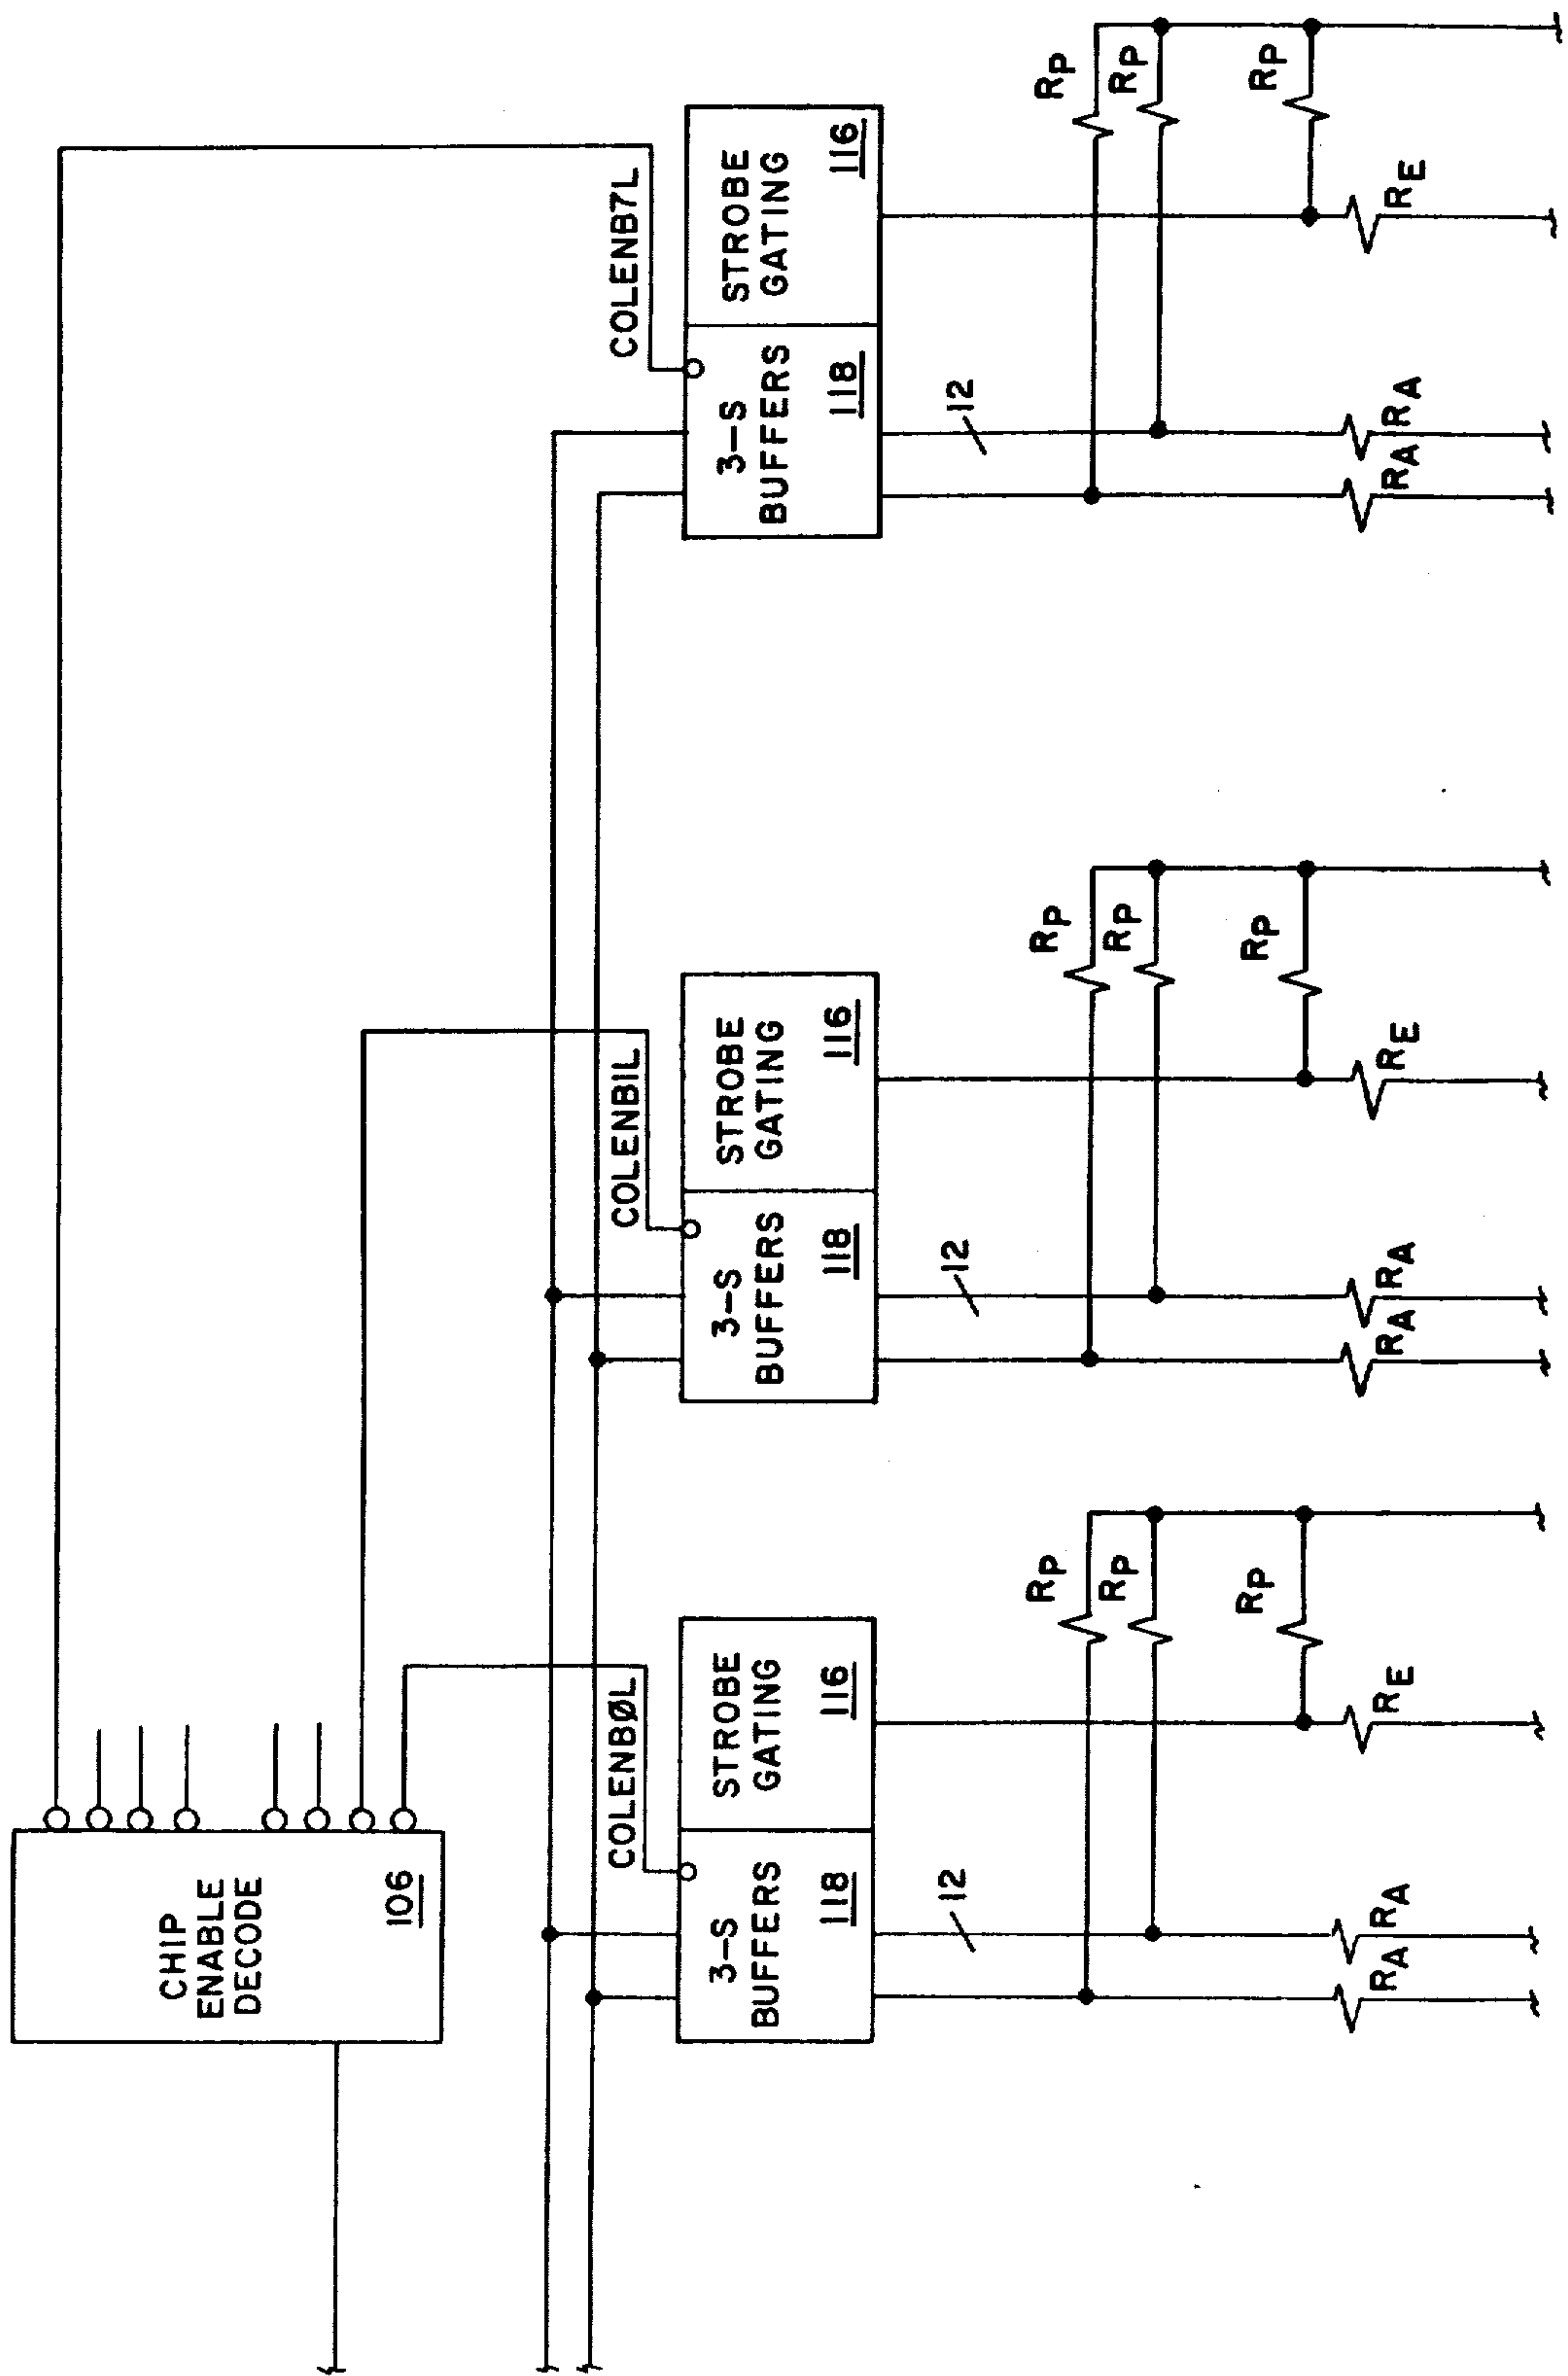 CHIP
ENABLE
DECODE
106
COLENBØL
COLENB1L
COLENB7L
3-S
BUFFERS
118
STROBE
GATING
116
3-S
BUFFERS
118
STROBE
GATING
116
3-S
BUFFERS
118
STROBE
GATING
116
12
12
12
RP
RP
RP
RP
RP
RP
RP
RP
RP
RA
RA
RE
RA
RA
RE
RA
RA
RE